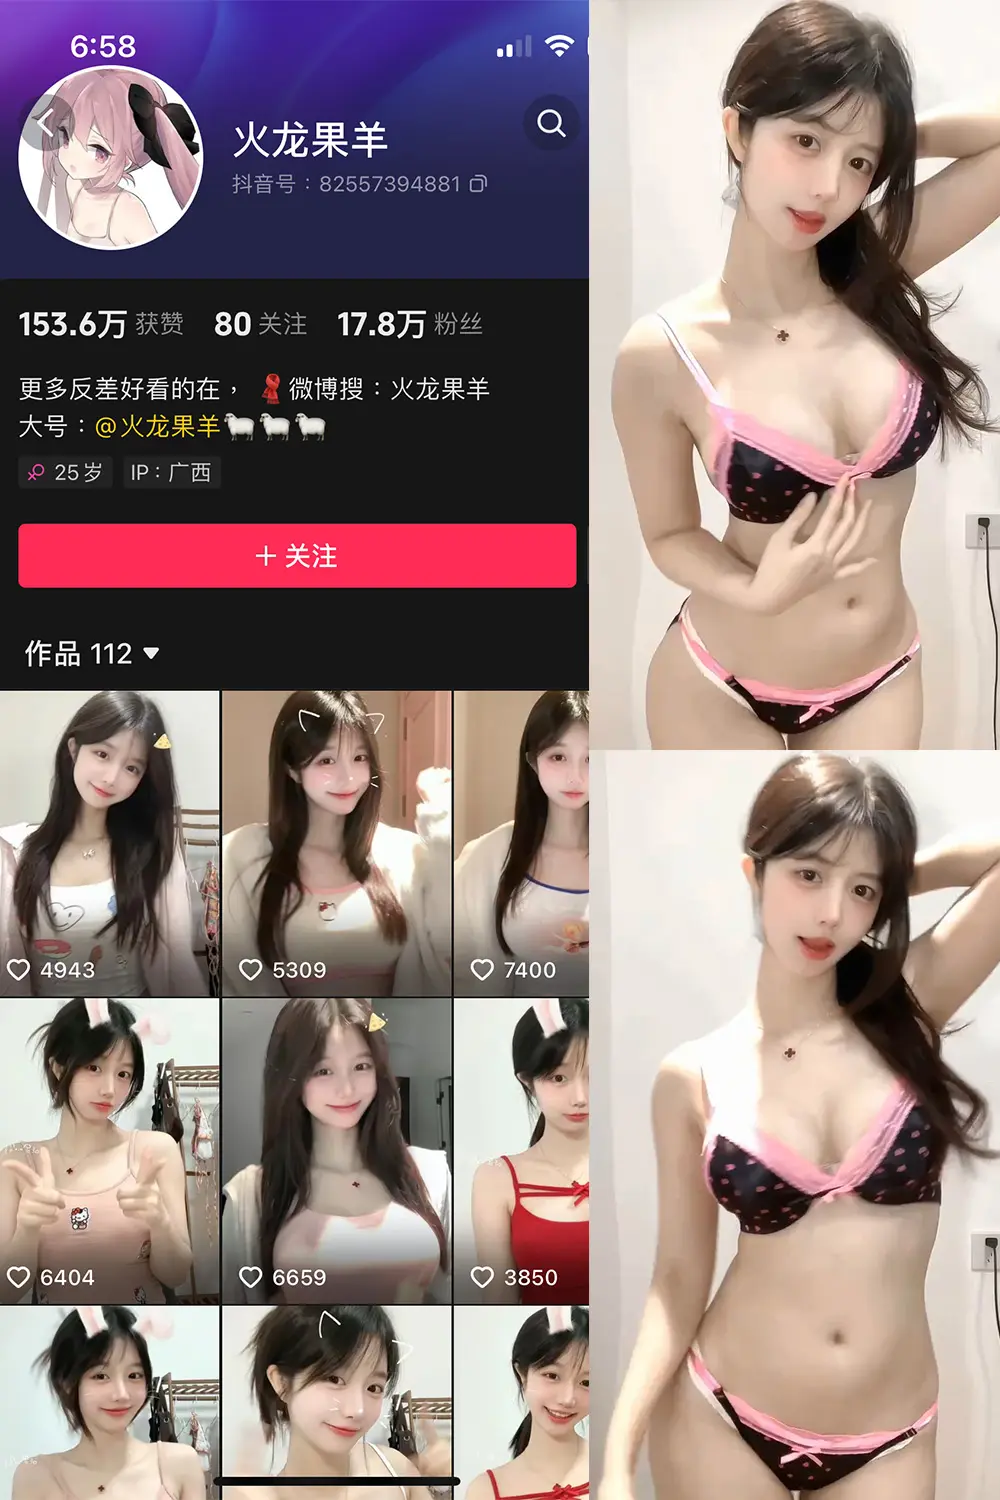 6:58
火龙果羊
抖音号：82557394881
153.6万 获赞 80 关注 17.8万 粉丝
更多反差好看的在，🧣微博搜：火龙果羊
大号：@火龙果羊🐑🐑🐑
25岁 IP：广西
＋ 关注
作品 112
4943
5309
7400
6404
6659
3850